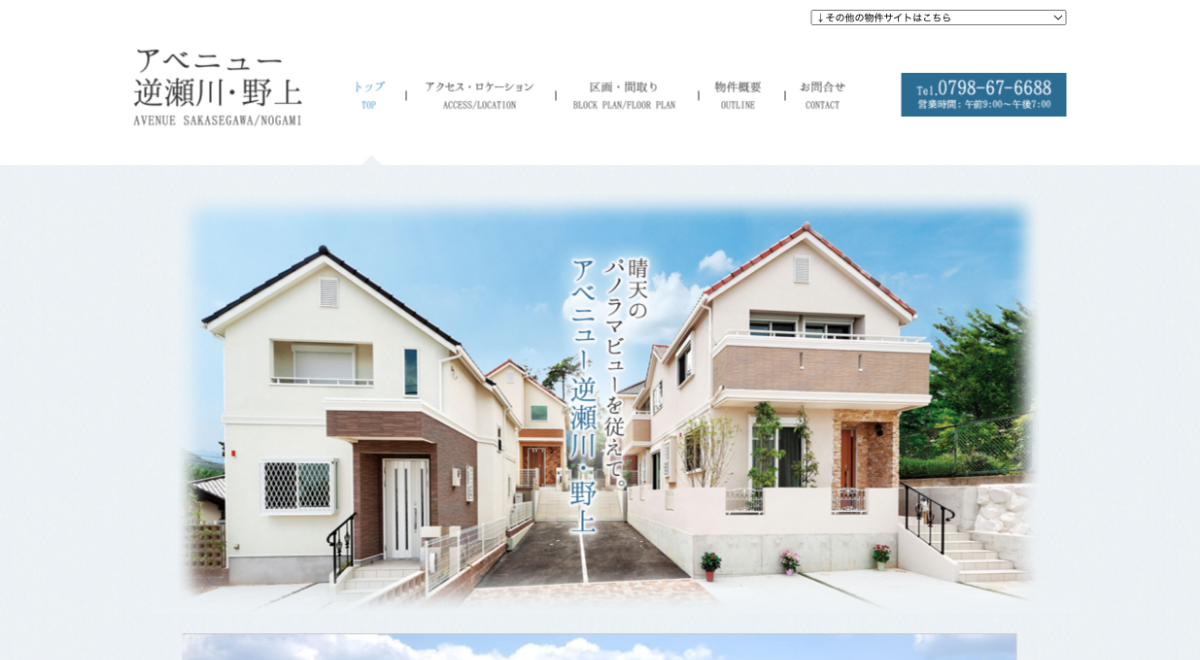 ↓その他の物件サイトはこちら
アベニュー
逆瀬川・野上
AVENUE SAKASEGAWA/NOGAMI
トップ
TOP
アクセス・ロケーション
ACCESS/LOCATION
区画・間取り
BLOCK PLAN/FLOOR PLAN
物件概要
OUTLINE
お問合せ
CONTACT
Tel.0798-67-6688
営業時間：午前9:00〜午後7:00
晴天の
パノラマビューを従えて。
アベニュー逆瀬川・野上